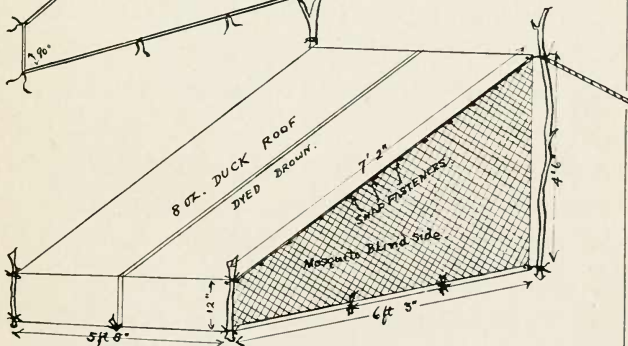 90°
8 OZ. DUCK ROOF
DYED BROWN.
7' 2"
SNAP FASTENERS
Mosquito Blind Side.
4'6"
12"
5 ft 8"
6 ft 3"